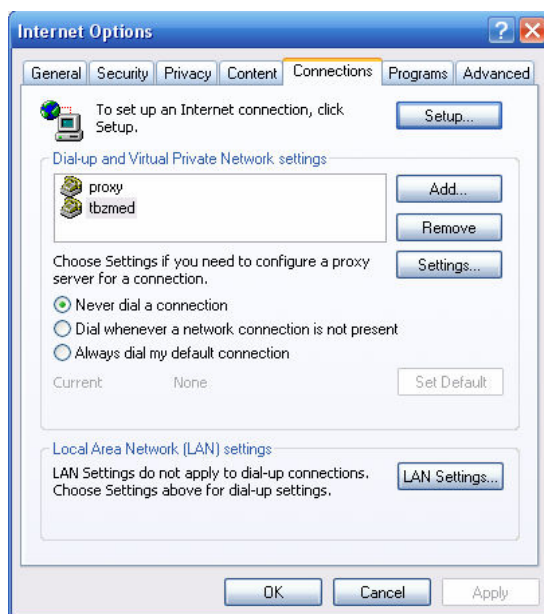 Internet Options
General Security Privacy Content Connections Programs Advanced
To set up an Internet connection, click
Setup.
Setup...
Dial-up and Virtual Private Network settings
proxy
tbzmed
Add...
Remove
Choose Settings if you need to configure a proxy
server for a connection.
Settings...
Never dial a connection
Dial whenever a network connection is not present
Always dial my default connection
Current None
Set Default
Local Area Network (LAN) settings
LAN Settings do not apply to dial-up connections.
Choose Settings above for dial-up settings.
LAN Settings...
OK Cancel Apply